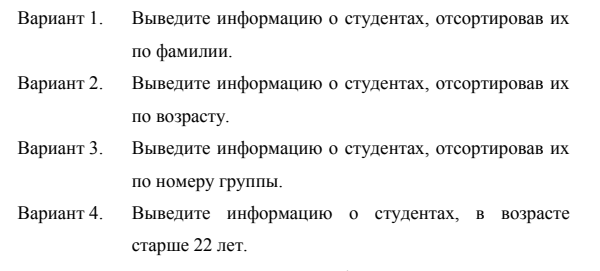 Вариант 1. Выведите информацию о студентах, отсортировав их
по фамилии.
Вариант 2. Выведите информацию о студентах, отсортировав их
по возрасту.
Вариант 3. Выведите информацию о студентах, отсортировав их
по номеру группы.
Вариант 4. Выведите информацию о студентах, в возрасте
старше 22 лет.